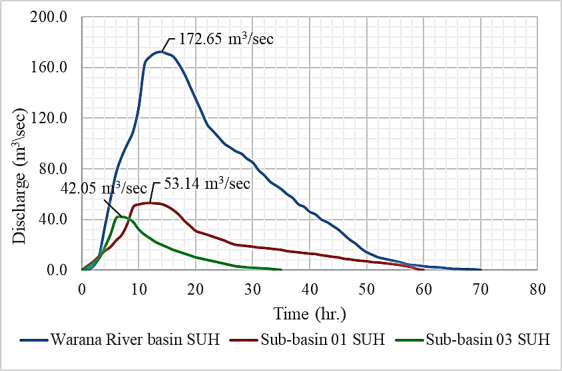 200.0
172.65 m³/sec
160.0
120.0
80.0
42.05 m³/sec
53.14 m³/sec
40.0
0.0
Discharge (m³\sec)
0 10 20 30 40 50 60 70 80
Time (hr.)
Warana River basin SUH Sub-basin 01 SUH Sub-basin 03 SUH